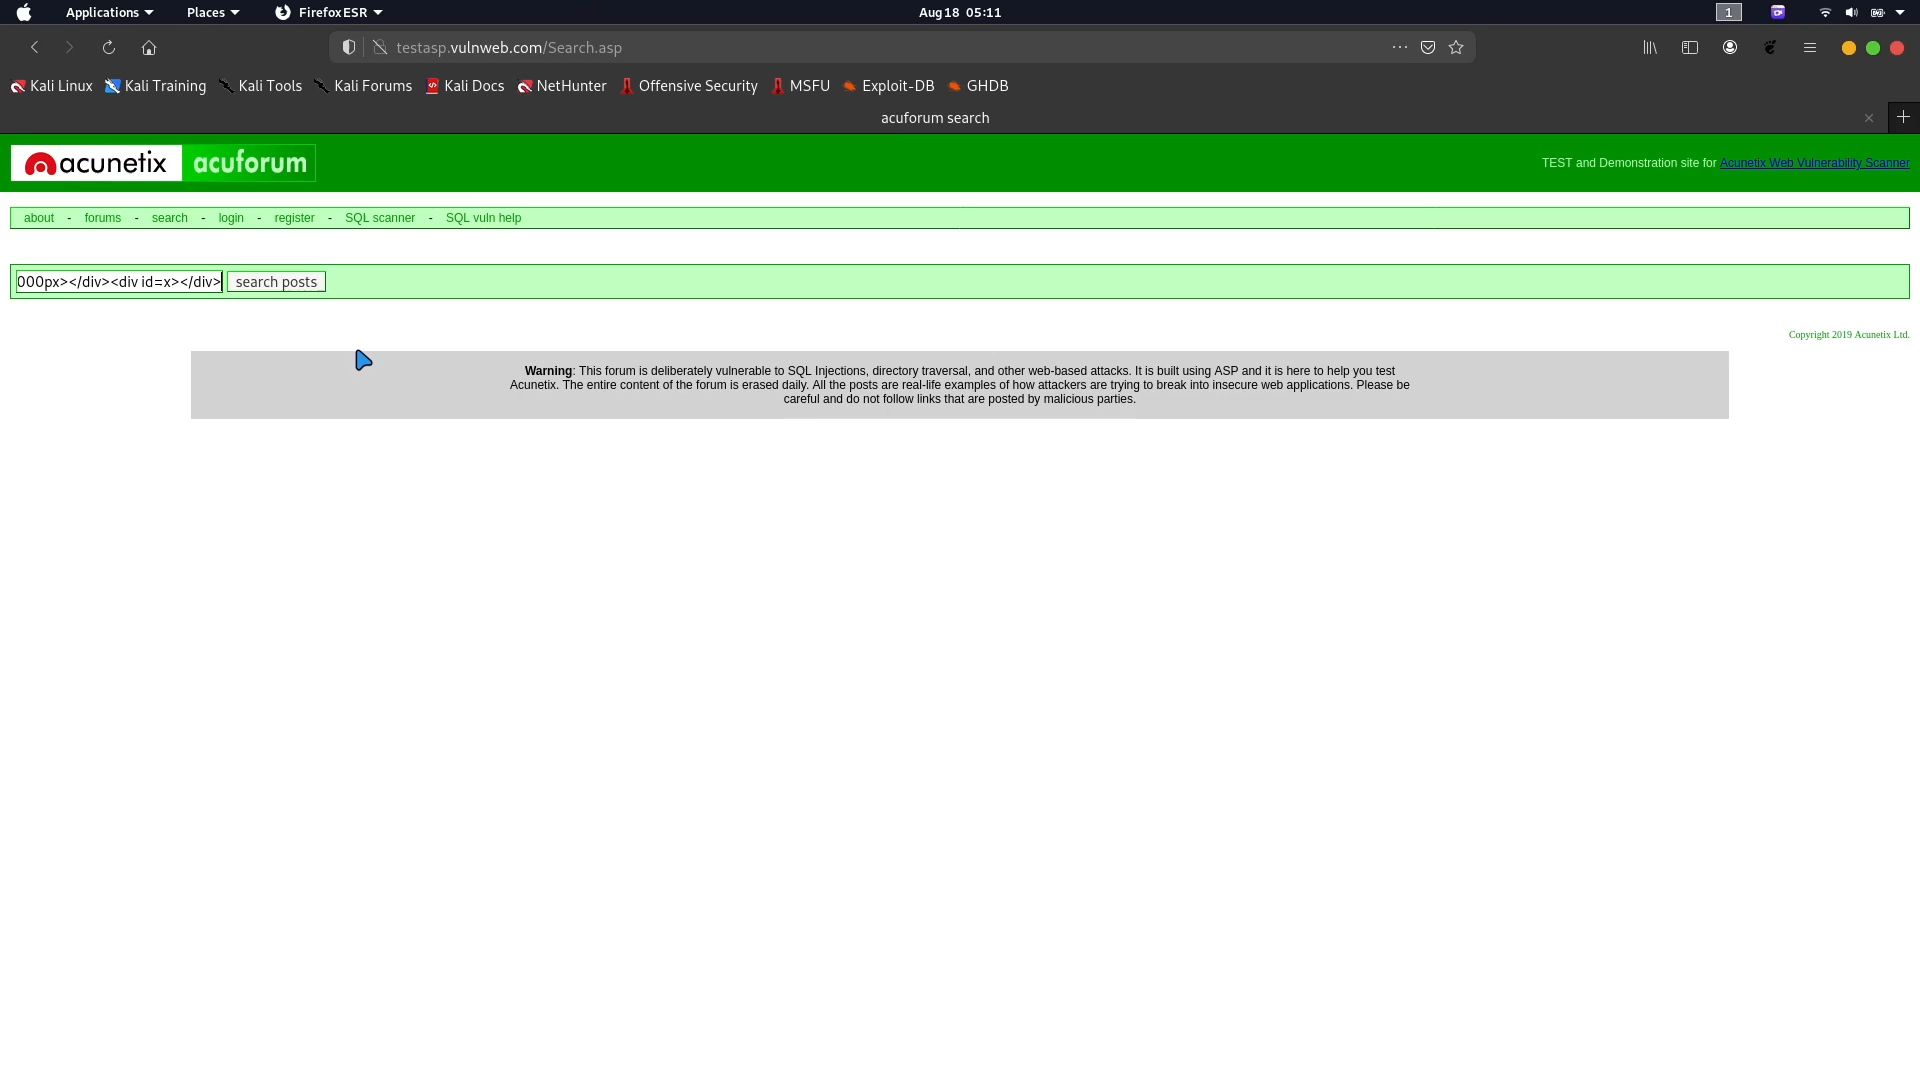 Applications Places Firefox ESR Aug 18 05:11 1
testasp.vulnweb.com/Search.asp
Kali Linux Kali Training Kali Tools Kali Forums Kali Docs NetHunter Offensive Security MSFU Exploit-DB GHDB
acuforum search
acunetix acuforum TEST and Demonstration site for Acunetix Web Vulnerability Scanner
about - forums - search - login - register - SQL scanner - SQL vuln help
000px></div><div id=x></div> search posts
Copyright 2019 Acunetix Ltd.
Warning: This forum is deliberately vulnerable to SQL Injections, directory traversal, and other web-based attacks. It is built using ASP and it is here to help you test
Acunetix. The entire content of the forum is erased daily. All the posts are real-life examples of how attackers are trying to break into insecure web applications. Please be
careful and do not follow links that are posted by malicious parties.